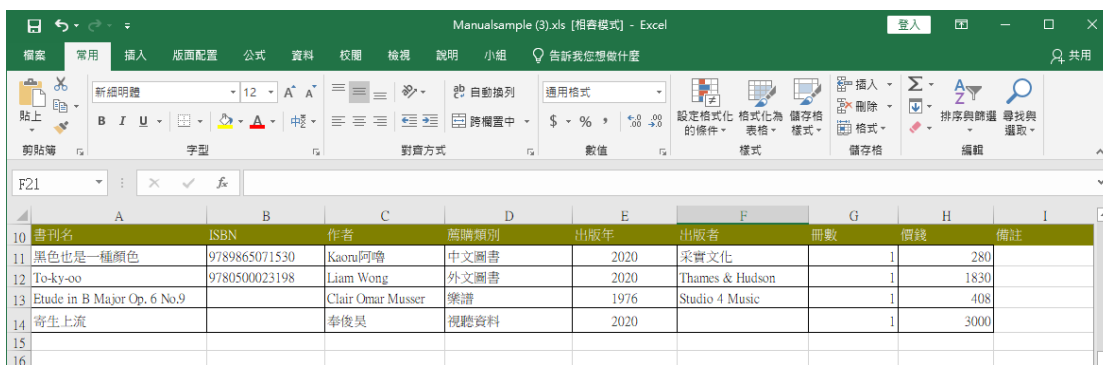 Manualsample (3).xls [相容模式] - Excel 登入
檔案 常用 插入 版面配置 公式 資料 校閱 檢視 說明 小組 告訴我您想做什麼 共用
新細明體 12 A A ab 自動換列 通用格式 插入 Σ
貼上 B I U A 中 跨欄置中 $ % , 設定格式化的條件 格式化為表格 儲存格樣式 刪除 格式 排序與篩選 尋找與選取
剪貼簿 字型 對齊方式 數值 樣式 儲存格 編輯
F21 fx
A B C D E F G H I
10 書刊名 ISBN 作者 薦購類別 出版年 出版者 冊數 價錢 備註
11 黑色也是一種顏色 9789865071530 Kaoru阿嚕 中文圖書 2020 采實文化 1 280
12 To-ky-oo 9780500023198 Liam Wong 外文圖書 2020 Thames & Hudson 1 1830
13 Etude in B Major Op. 6 No.9 Clair Omar Musser 樂譜 1976 Studio 4 Music 1 408
14 寄生上流 奉俊昊 視聽資料 2020 1 3000
15
16